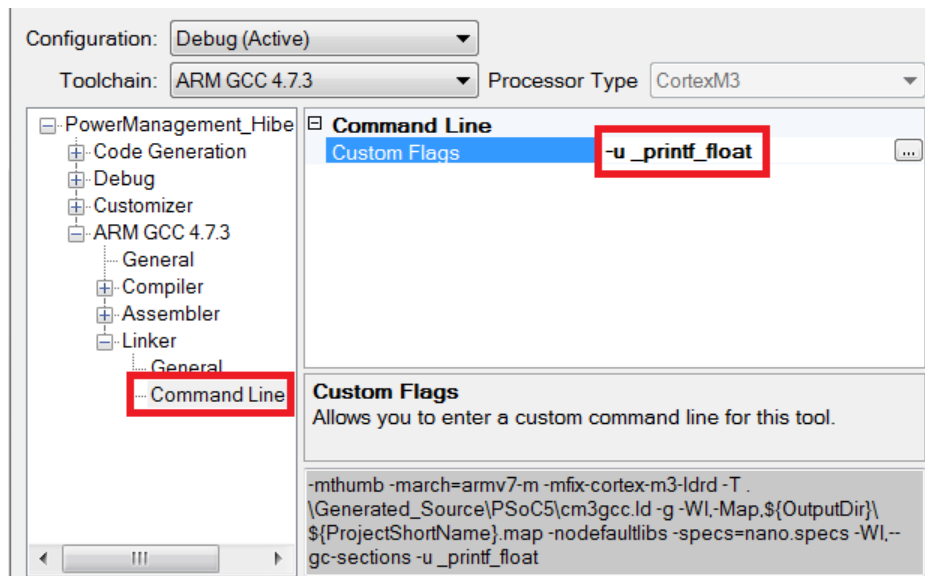 Configuration: Debug (Active)
Toolchain: ARM GCC 4.7.3 Processor Type CortexM3
PowerManagement_Hibe
Code Generation
Debug
Customizer
ARM GCC 4.7.3
General
Compiler
Assembler
Linker
General
Command Line
Command Line
Custom Flags -u _printf_float ...
Custom Flags
Allows you to enter a custom command line for this tool.
-mthumb -march=armv7-m -mfix-cortex-m3-ldrd -T .
\Generated_Source\PSoC5\cm3gcc.ld -g -Wl,-Map,${OutputDir}\
${ProjectShortName}.map -nodefaultlibs -specs=nano.specs -Wl,--
gc-sections -u _printf_float